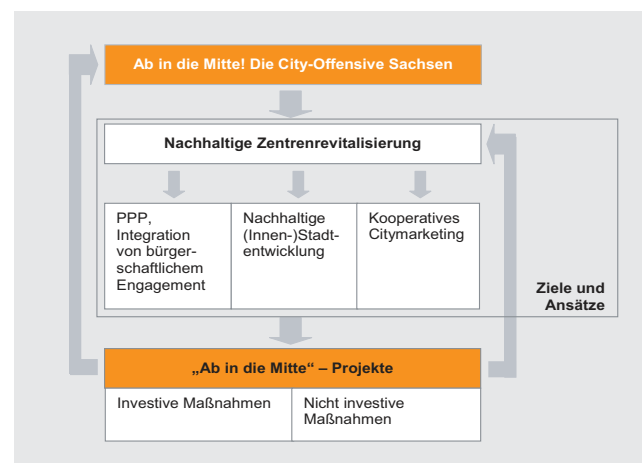 Ab in die Mitte! Die City-Offensive Sachsen
Nachhaltige Zentrenrevitalisierung
PPP,
Integration
von bürger-
schaftlichem
Engagement
Nachhaltige
(Innen-)Stadt-
entwicklung
Kooperatives
Citymarketing
Ziele und
Ansätze
„Ab in die Mitte“ – Projekte
Investive Maßnahmen
Nicht investive
Maßnahmen